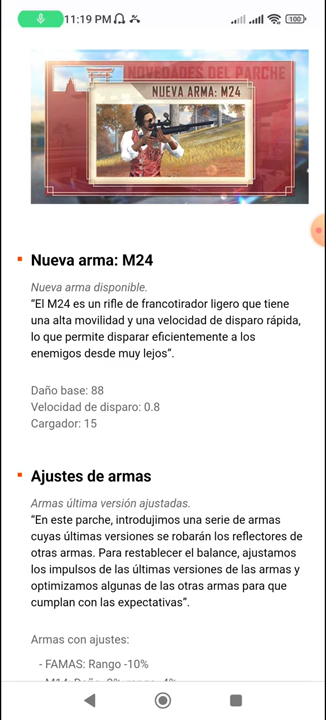 11:19 PM
100
NOVEDADES DEL PARCHE
NUEVA ARMA: M24
Nueva arma: M24
Nueva arma disponible.
“El M24 es un rifle de francotirador ligero que tiene
una alta movilidad y una velocidad de disparo rápida,
lo que permite disparar eficientemente a los
enemigos desde muy lejos”.
Daño base: 88
Velocidad de disparo: 0.8
Cargador: 15
Ajustes de armas
Armas última versión ajustadas.
“En este parche, introdujimos una serie de armas
cuyas últimas versiones se robarán los reflectores de
otras armas. Para restablecer el balance, ajustamos
los impulsos de las últimas versiones de las armas y
optimizamos algunas de las otras armas para que
cumplan con las expectativas”.
Armas con ajustes:
- FAMAS: Rango -10%